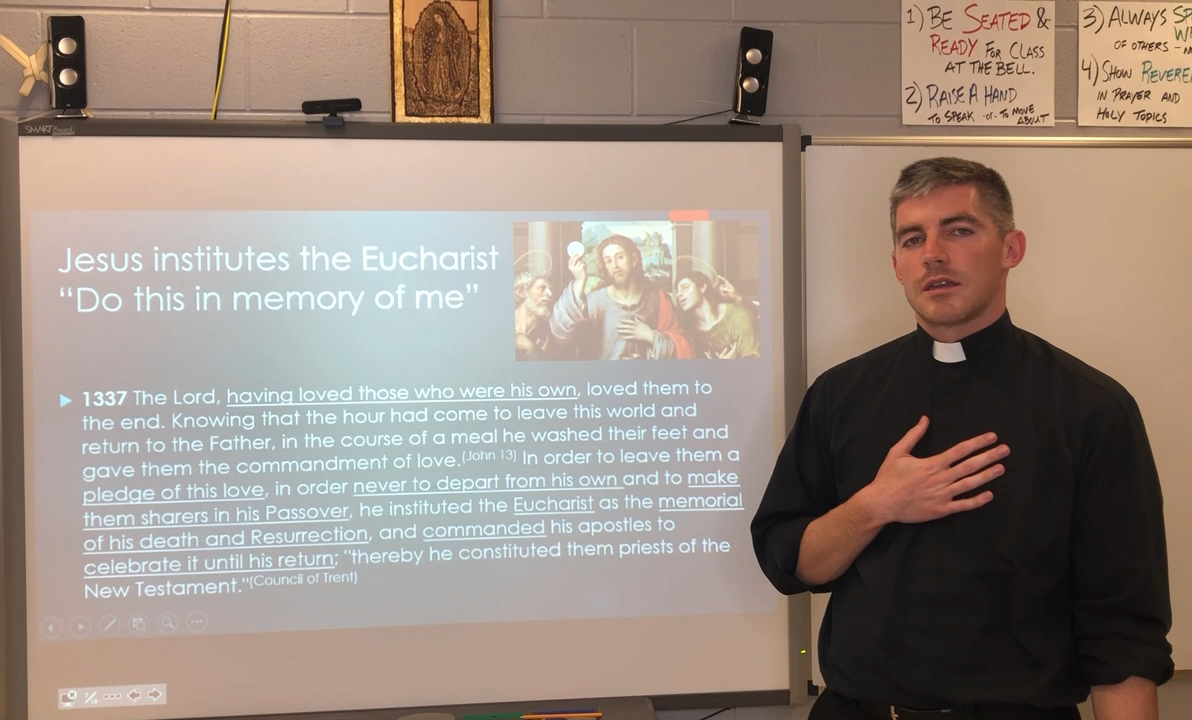 1) BE SEATED &
READY FOR CLASS
AT THE BELL.
2) RAISE A HAND
TO SPEAK -OR- TO MOVE
ABOUT
3) ALWAYS
OF OTHERS -
4) SHOW
IN PRAYER AND
HOLY TOPICS
SMART Board
Jesus institutes the Eucharist
“Do this in memory of me”
1337 The Lord, having loved those who were his own, loved them to
the end. Knowing that the hour had come to leave this world and
return to the Father, in the course of a meal he washed their feet and
gave them the commandment of love.(John 13) In order to leave them a
pledge of this love, in order never to depart from his own and to make
them sharers in his Passover, he instituted the Eucharist as the memorial
of his death and Resurrection, and commanded his apostles to
celebrate it until his return; "thereby he constituted them priests of the
New Testament."(Council of Trent)